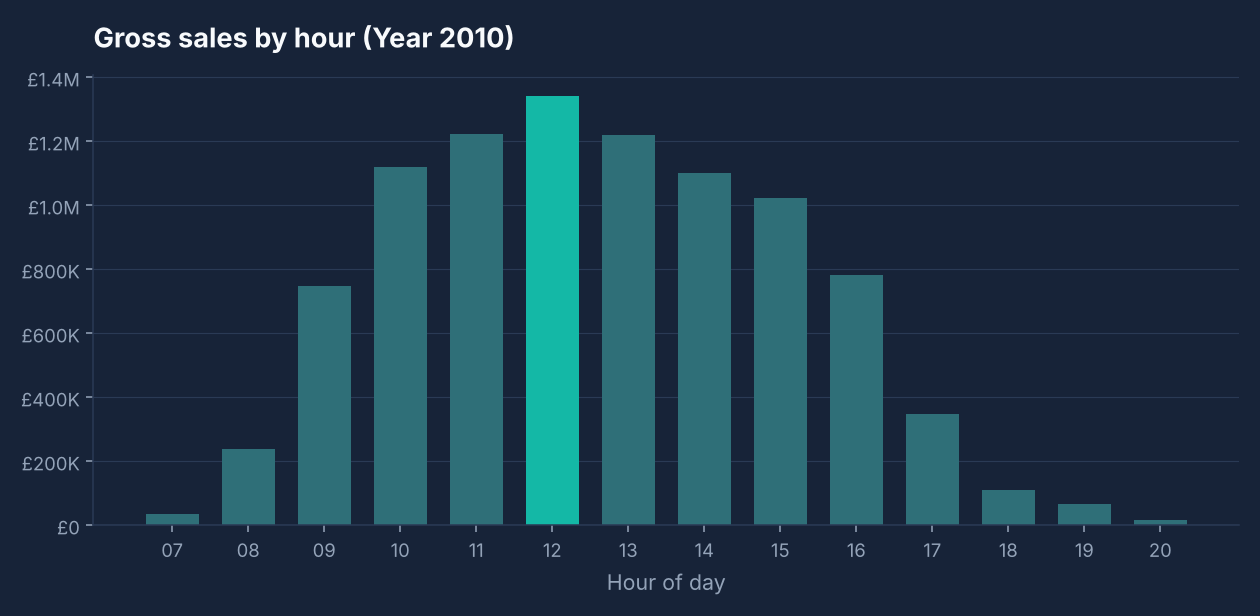 Gross sales by hour (Year 2010)
£1.4M
£1.2M
£1.0M
£800K
£600K
£400K
£200K
£0
07 08 09 10 11 12 13 14 15 16 17 18 19 20
Hour of day